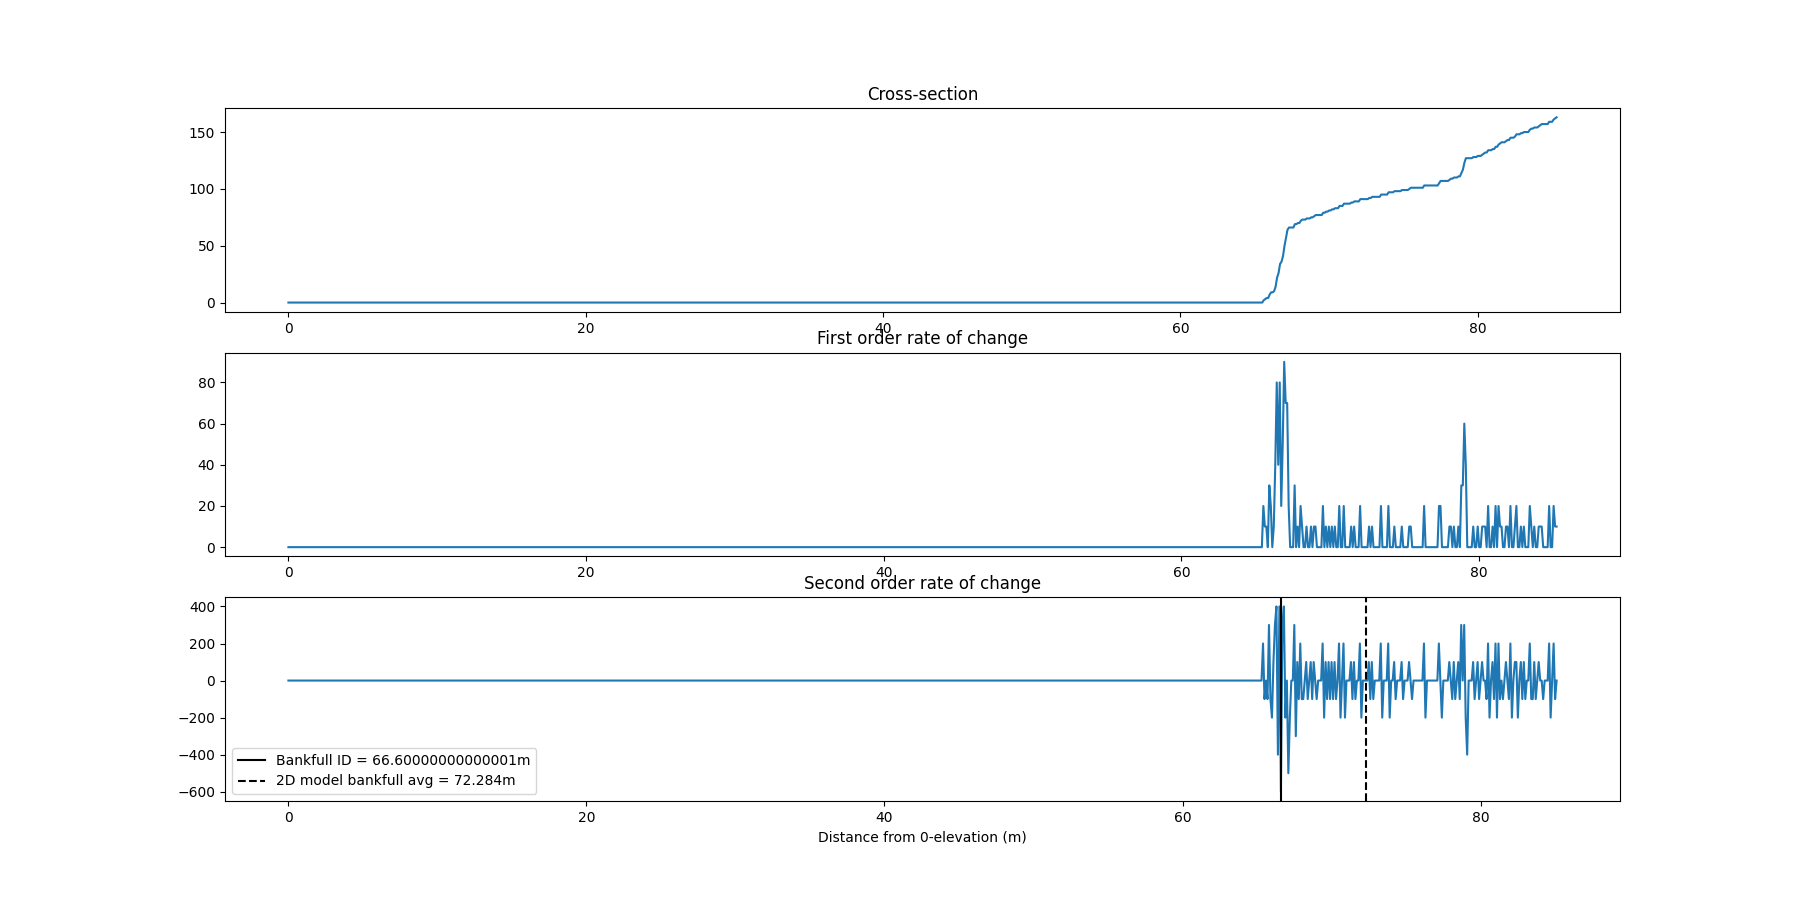 Cross-section
150
100
50
0
0 20 40 60 80
First order rate of change
80
60
40
20
0
0 20 40 60 80
Second order rate of change
400
200
0
−200
−400
−600
Bankfull ID = 66.60000000000001m
2D model bankfull avg = 72.284m
0 20 40 60 80
Distance from 0-elevation (m)